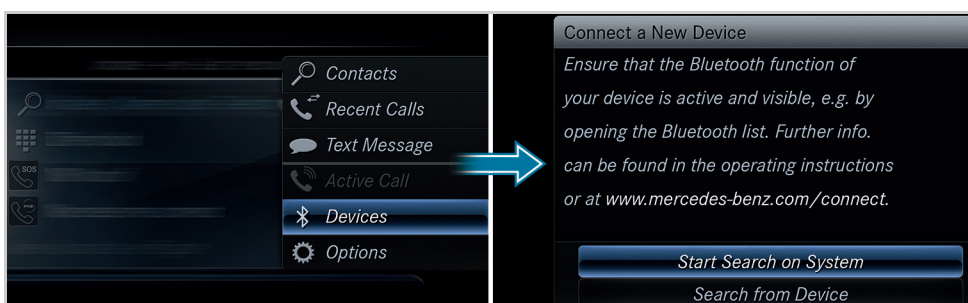 Contacts
Recent Calls
Text Message
Active Call
Devices
Options
SOS
me
Connect a New Device
Ensure that the Bluetooth function of
your device is active and visible, e.g. by
opening the Bluetooth list. Further info.
can be found in the operating instructions
or at www.mercedes-benz.com/connect.
Start Search on System
Search from Device